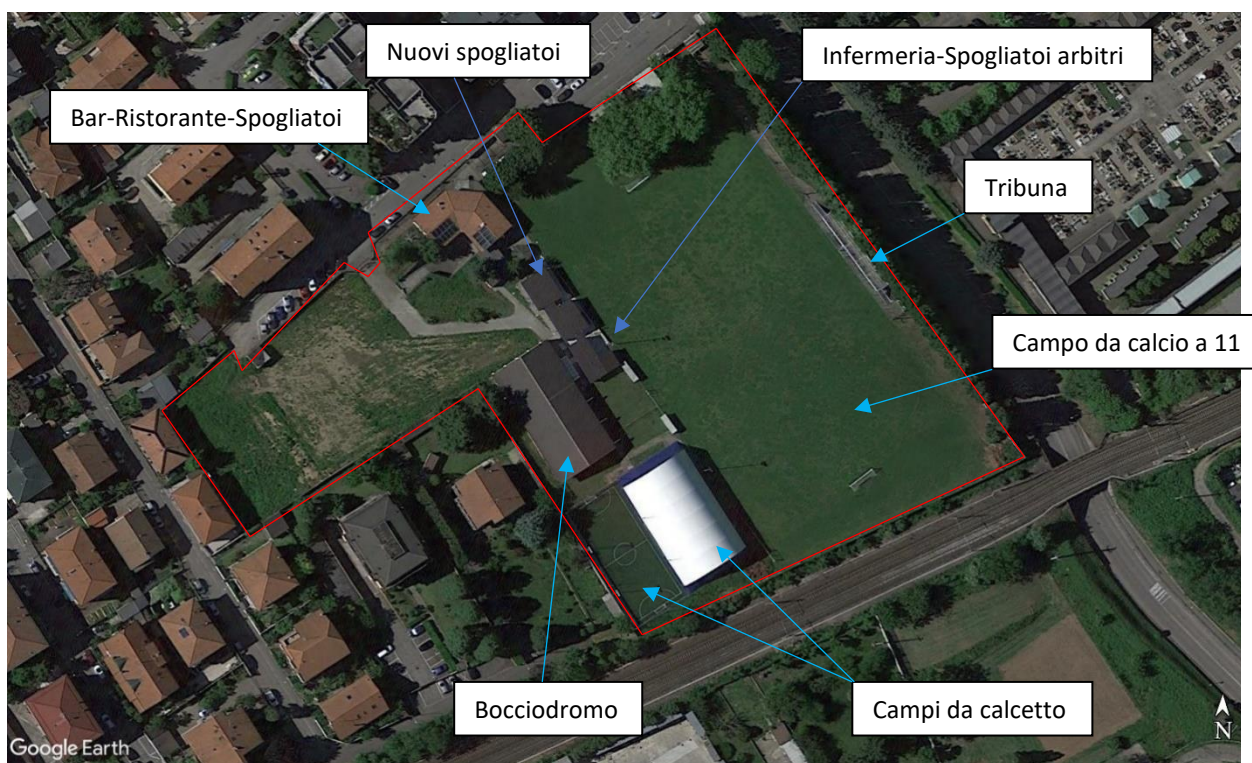 Nuovi spogliatoi
Infermeria-Spogliatoi arbitri
Bar-Ristorante-Spogliatoi
Tribuna
Campo da calcio a 11
Bocciodromo
Campi da calcetto
Google Earth
N